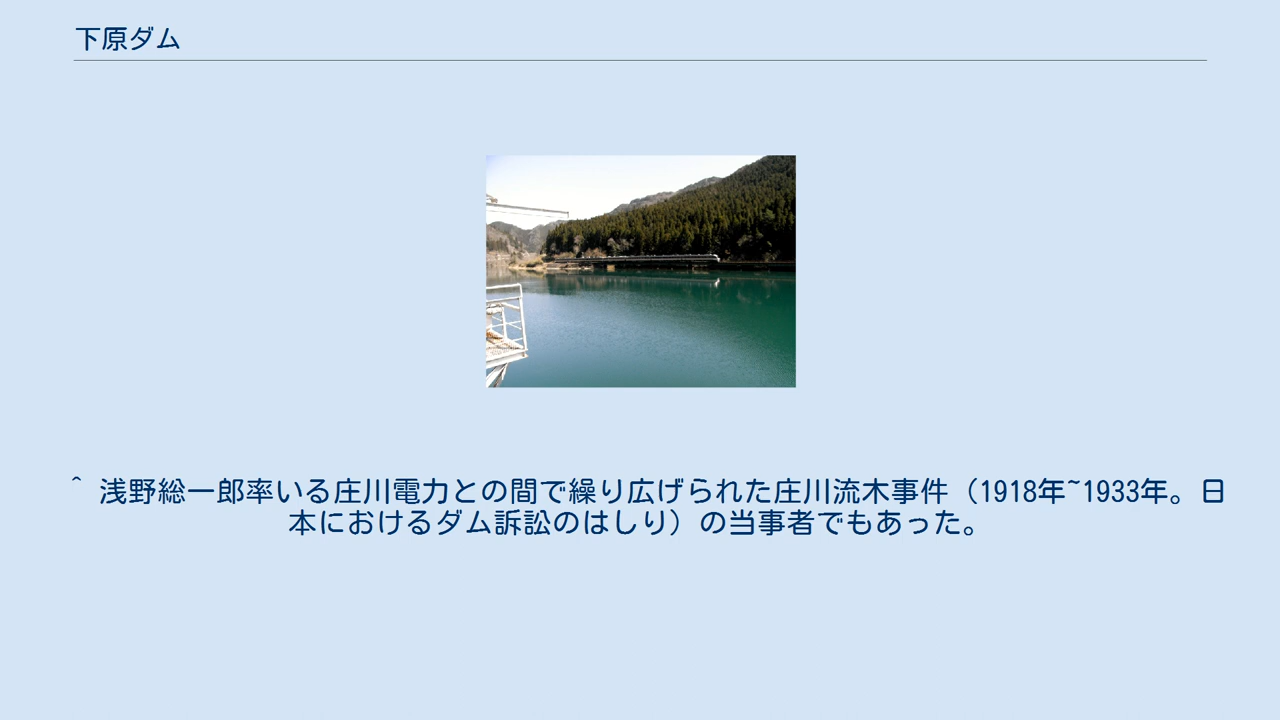 下原ダム
^ 浅野総一郎率いる庄川電力との間で繰り広げられた庄川流木事件（1918年~1933年。日
本におけるダム訴訟のはしり）の当事者でもあった。